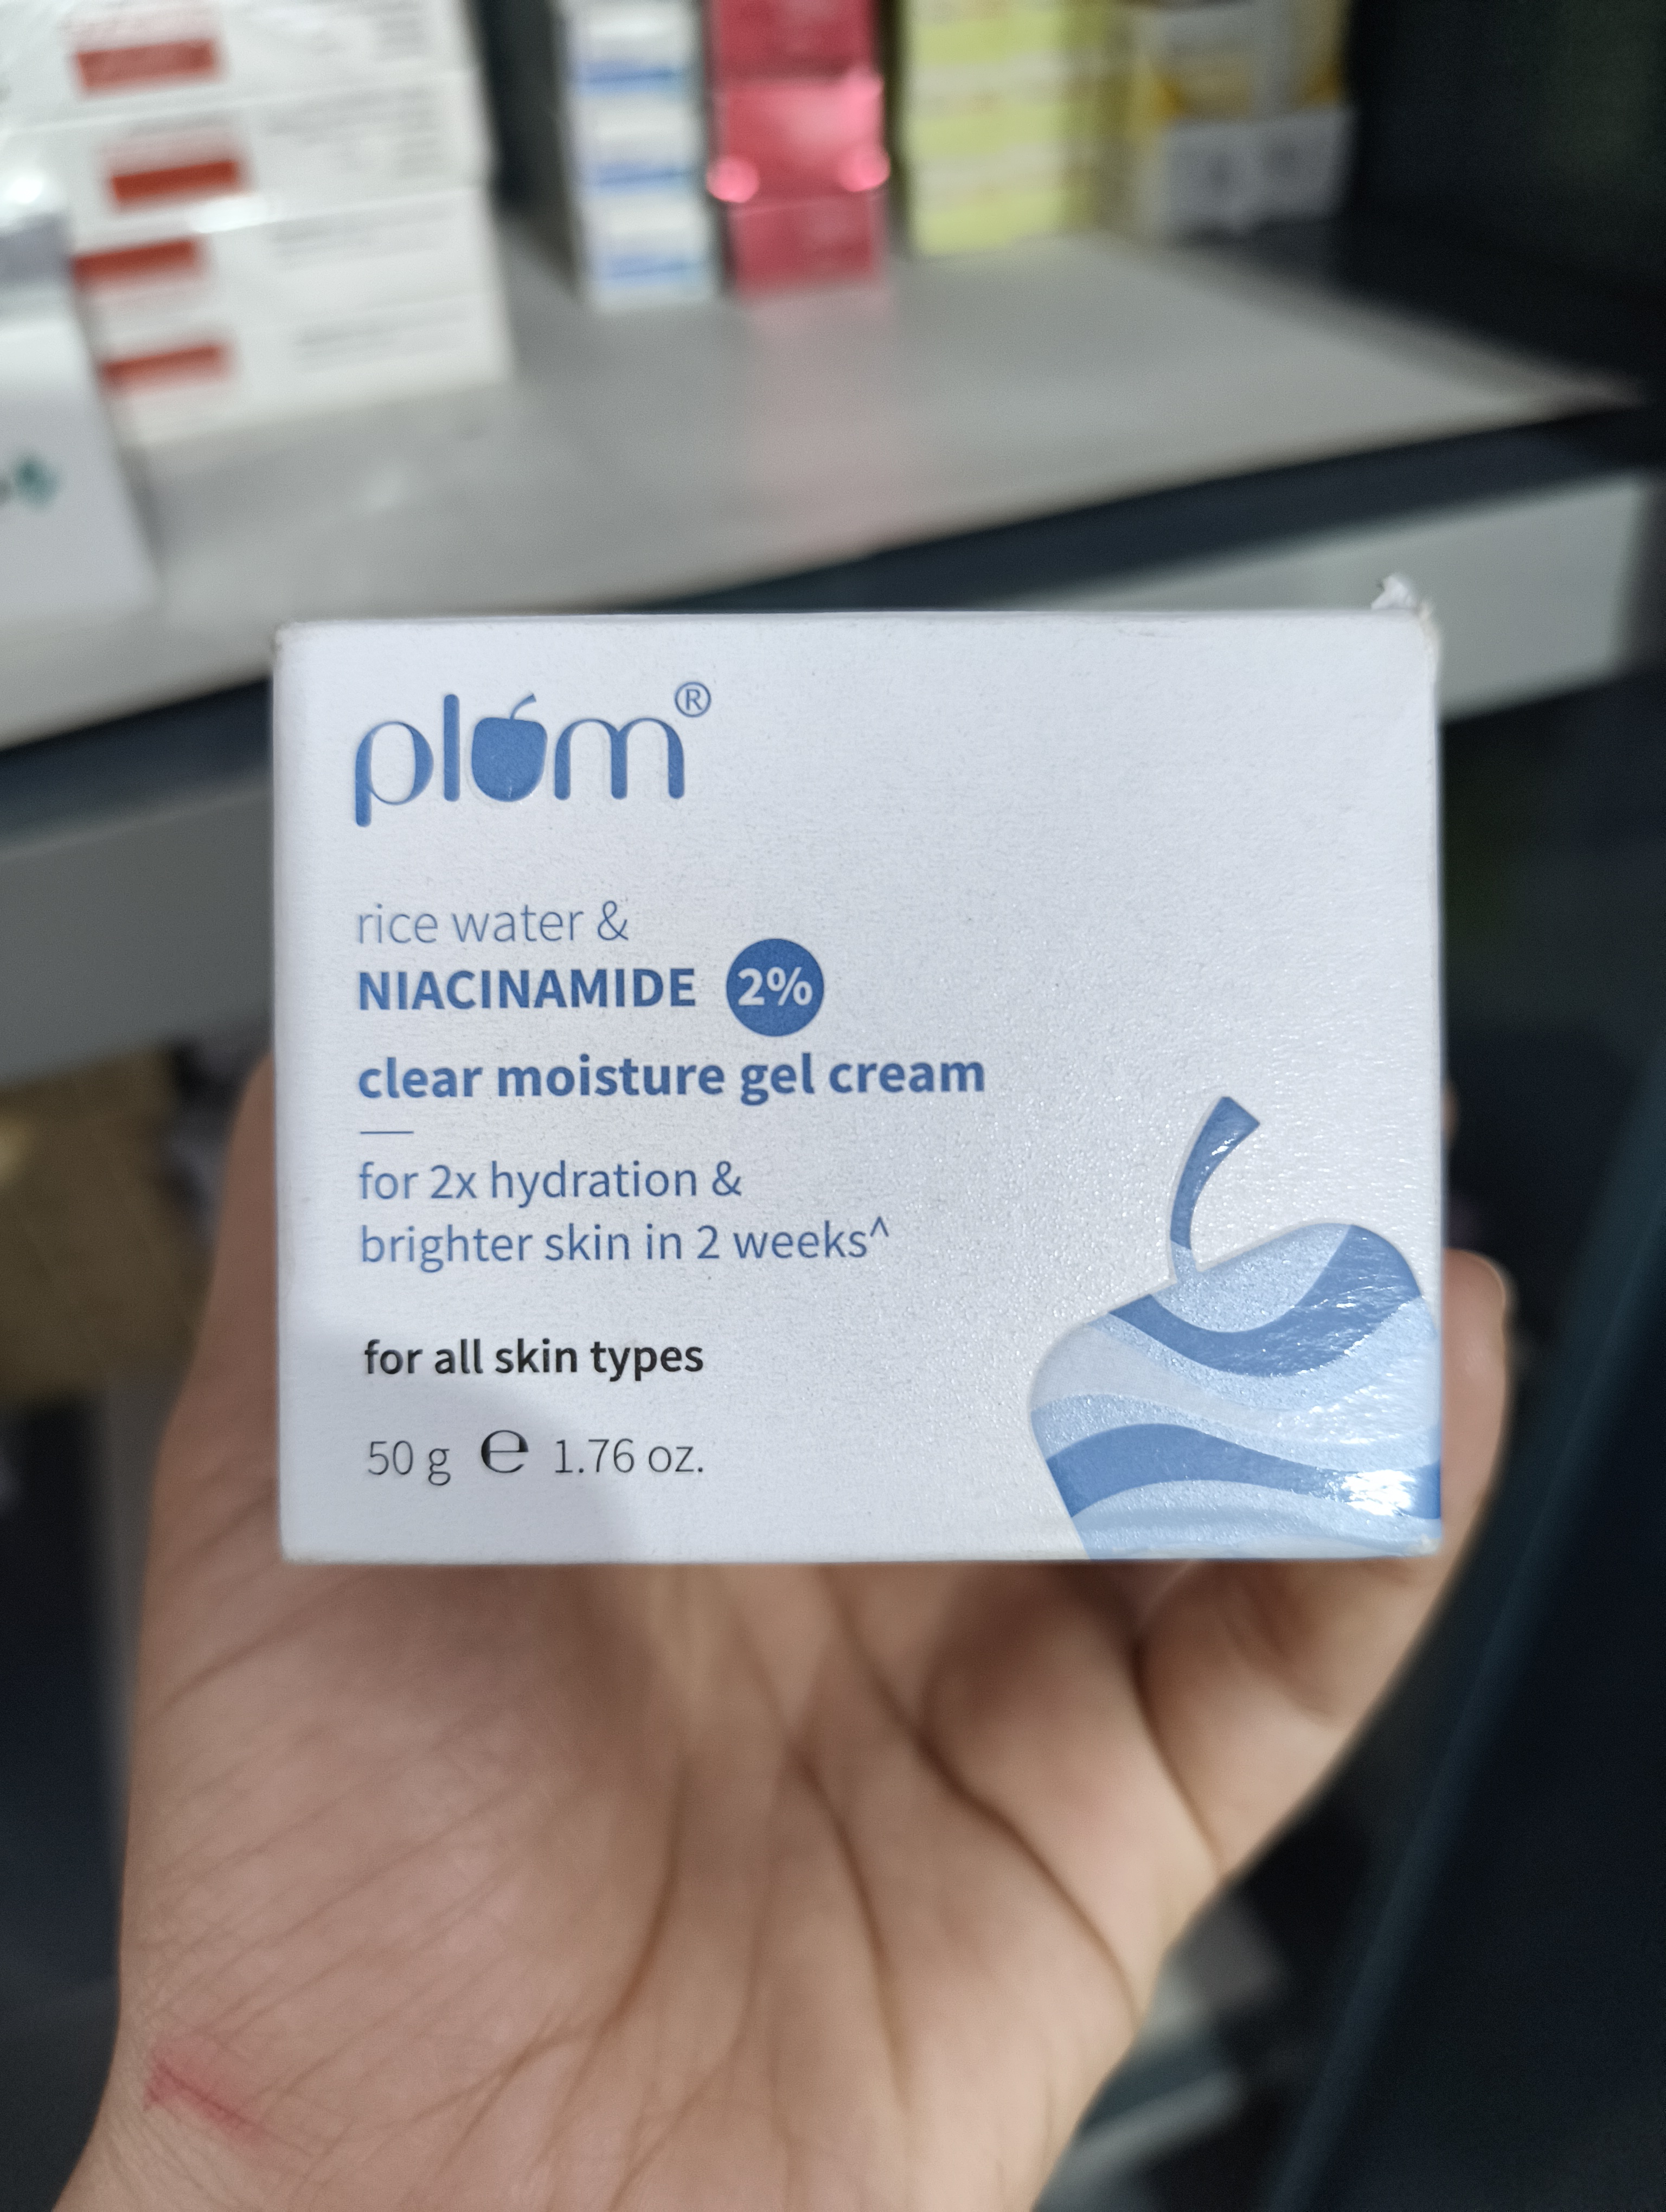 plum®
rice water &
NIACINAMIDE 2%
clear moisture gel cream
for 2x hydration &
brighter skin in 2 weeks^
for all skin types
50 g ℮ 1.76 oz.